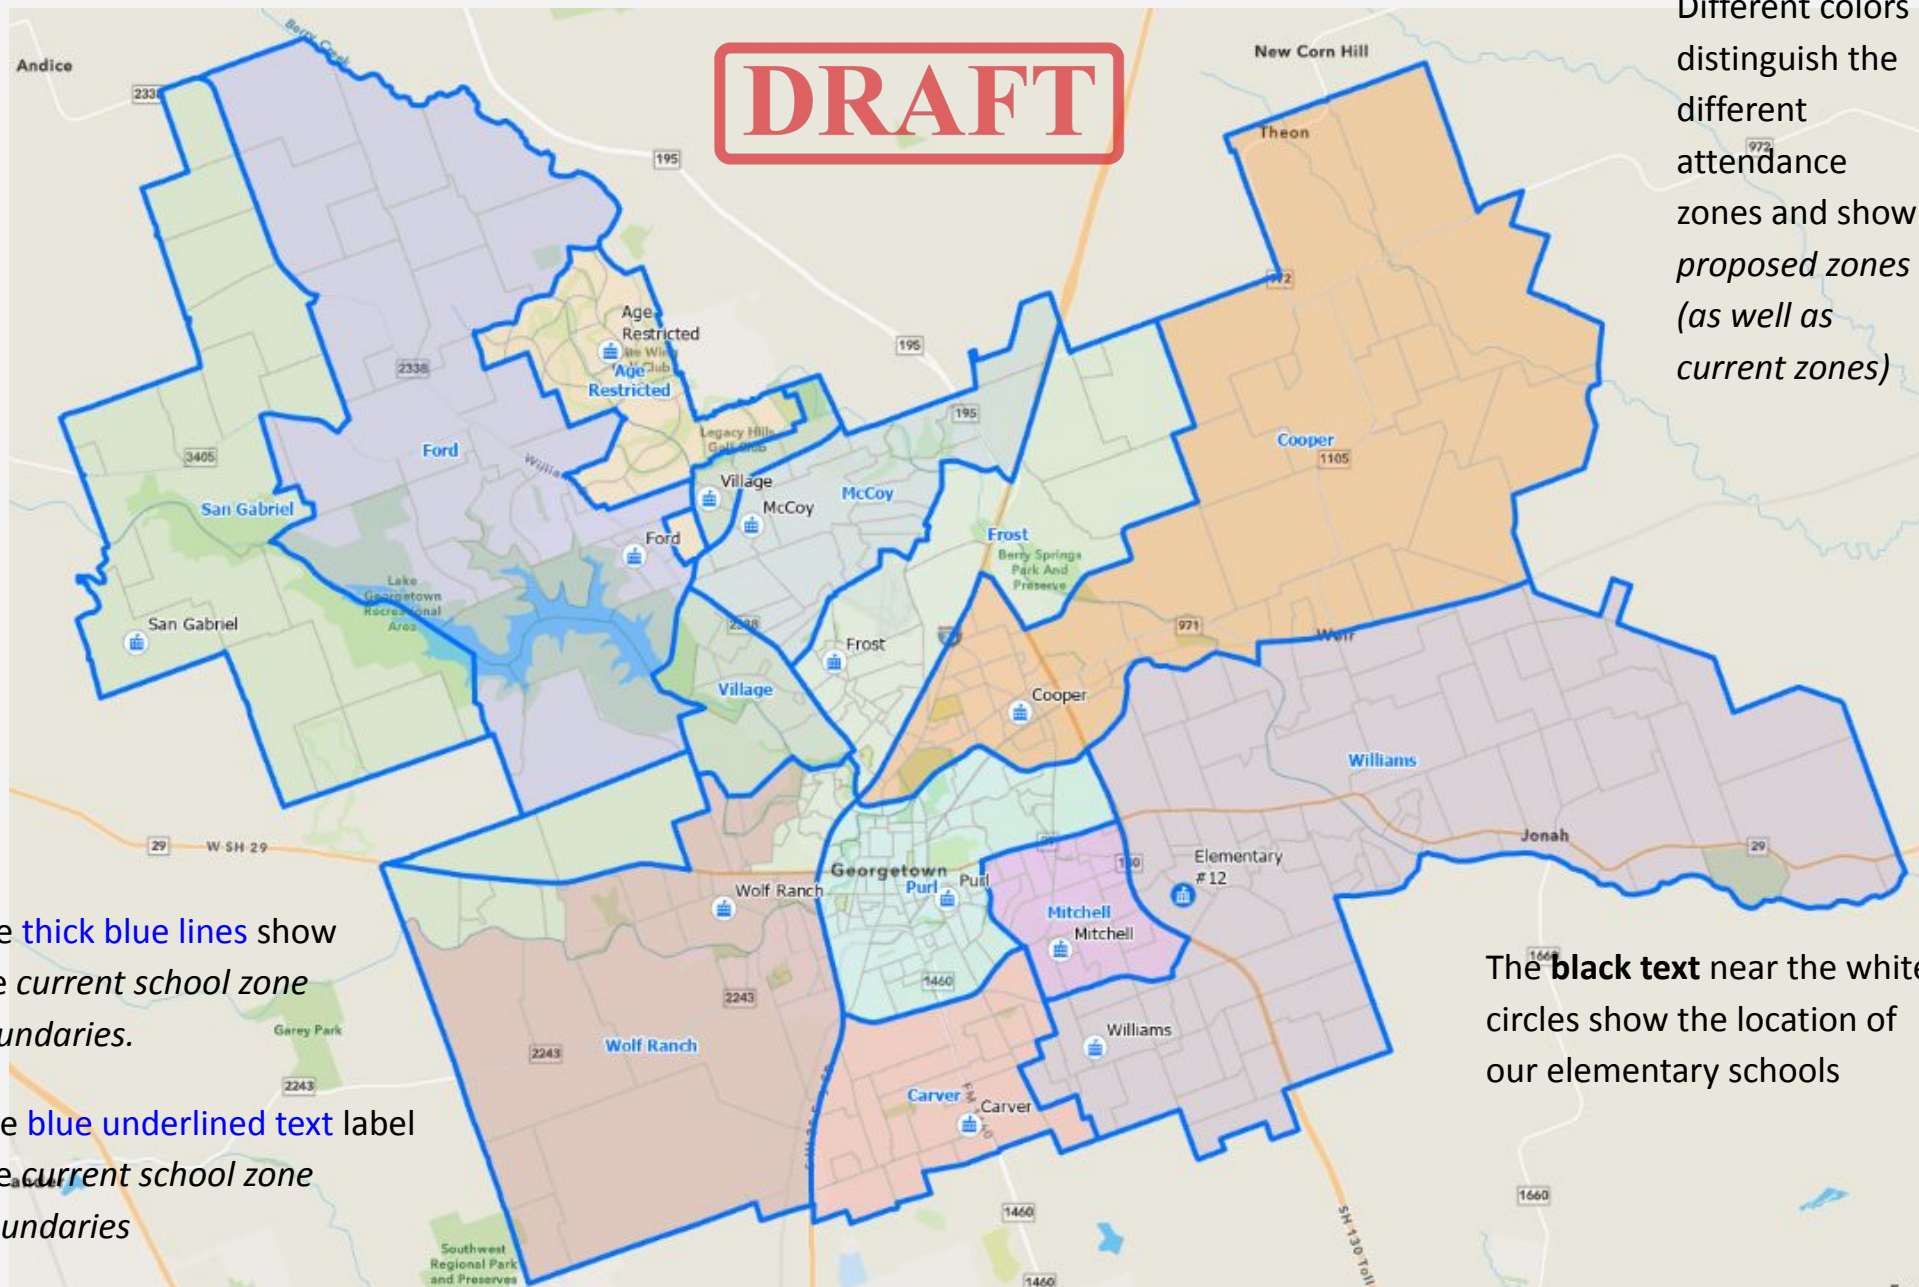 Different colors
distinguish the
different
attendance
zones and show
proposed zones
(as well as
current zones)
DRAFT
Andice
Berry Creek
2338
195
New Corn Hill
Theon
972
972
Age
Restricted
Age
Restricted
Club
2338
195
195
Legacy Hills
Golf Club
Ford
Cooper
1105
3405
San Gabriel
Village
McCoy
McCoy
Frost
Berry Springs
Park And
Preserve
Ford
Lake
Georgetown
Recreational
Area
San Gabriel
2338
Frost
971
Weir
Village
Cooper
Williams
29
W SH 29
Georgetown
Purl
Purl
130
Elementary
#12
Jonah
29
Wolf Ranch
Mitchell
Mitchell
thick blue lines show
current school zone
undaries.
1460
2243
Garey Park
2243
Wolf Ranch
Williams
1660
The black text near the white
circles show the location of
our elementary schools
2243
Carver
Carver
blue underlined text label
current school zone
undaries
1460
1660
SH 130 Toll
Southwest
Regional Park
and Preserves
1460